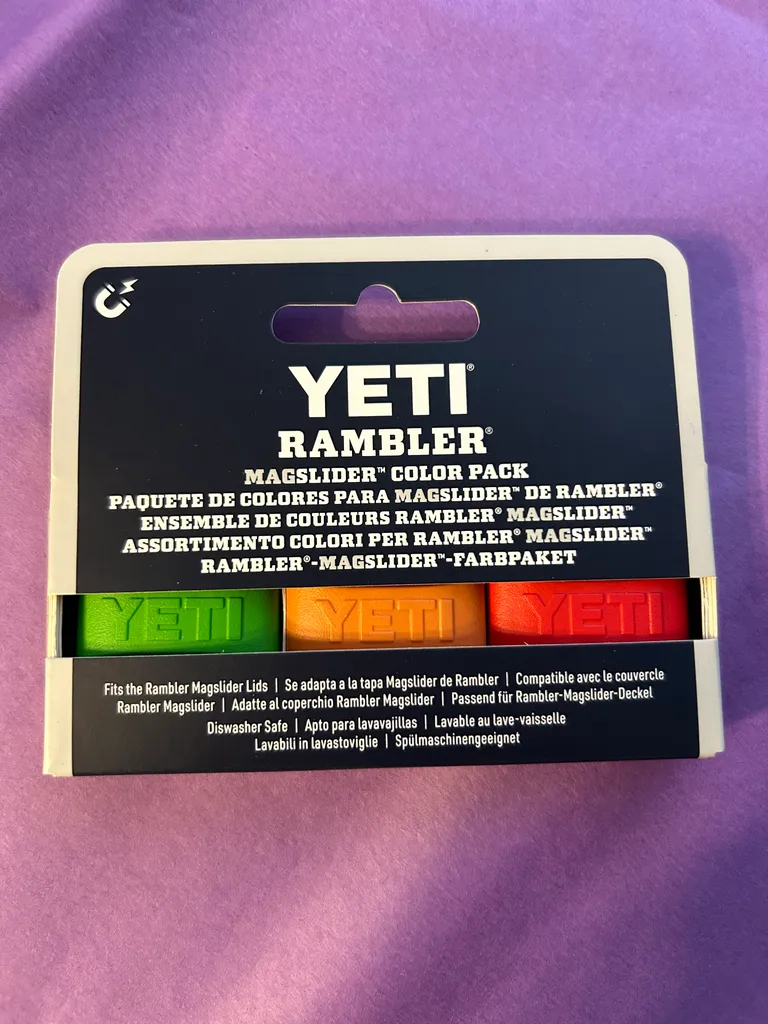 YETI®
RAMBLER®
MAGSLIDER™ COLOR PACK
PAQUETE DE COLORES PARA MAGSLIDER™ DE RAMBLER®
ENSEMBLE DE COULEURS RAMBLER® MAGSLIDER™
ASSORTIMENTO COLORI PER RAMBLER® MAGSLIDER™
RAMBLER®-MAGSLIDER™-FARBPAKET
YETI YETI YETI
Fits the Rambler Magslider Lids | Se adapta a la tapa Magslider de Rambler | Compatible avec le couvercle
Rambler Magslider | Adatte al coperchio Rambler Magslider | Passend für Rambler-Magslider-Deckel
Diswasher Safe | Apto para lavavajillas | Lavable au lave-vaisselle
Lavabili in lavastoviglie | Spülmaschinengeeignet